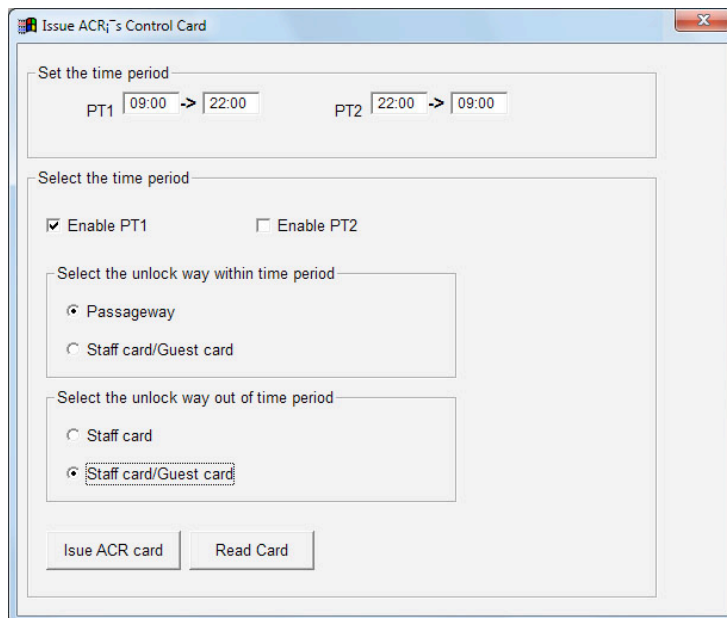 Issue ACR¡¯s Control Card
Set the time period
PT1 09:00 -> 22:00 PT2 22:00 -> 09:00
Select the time period
Enable PT1 Enable PT2
Select the unlock way within time period
Passageway
Staff card/Guest card
Select the unlock way out of time period
Staff card
Staff card/Guest card
Isue ACR card Read Card